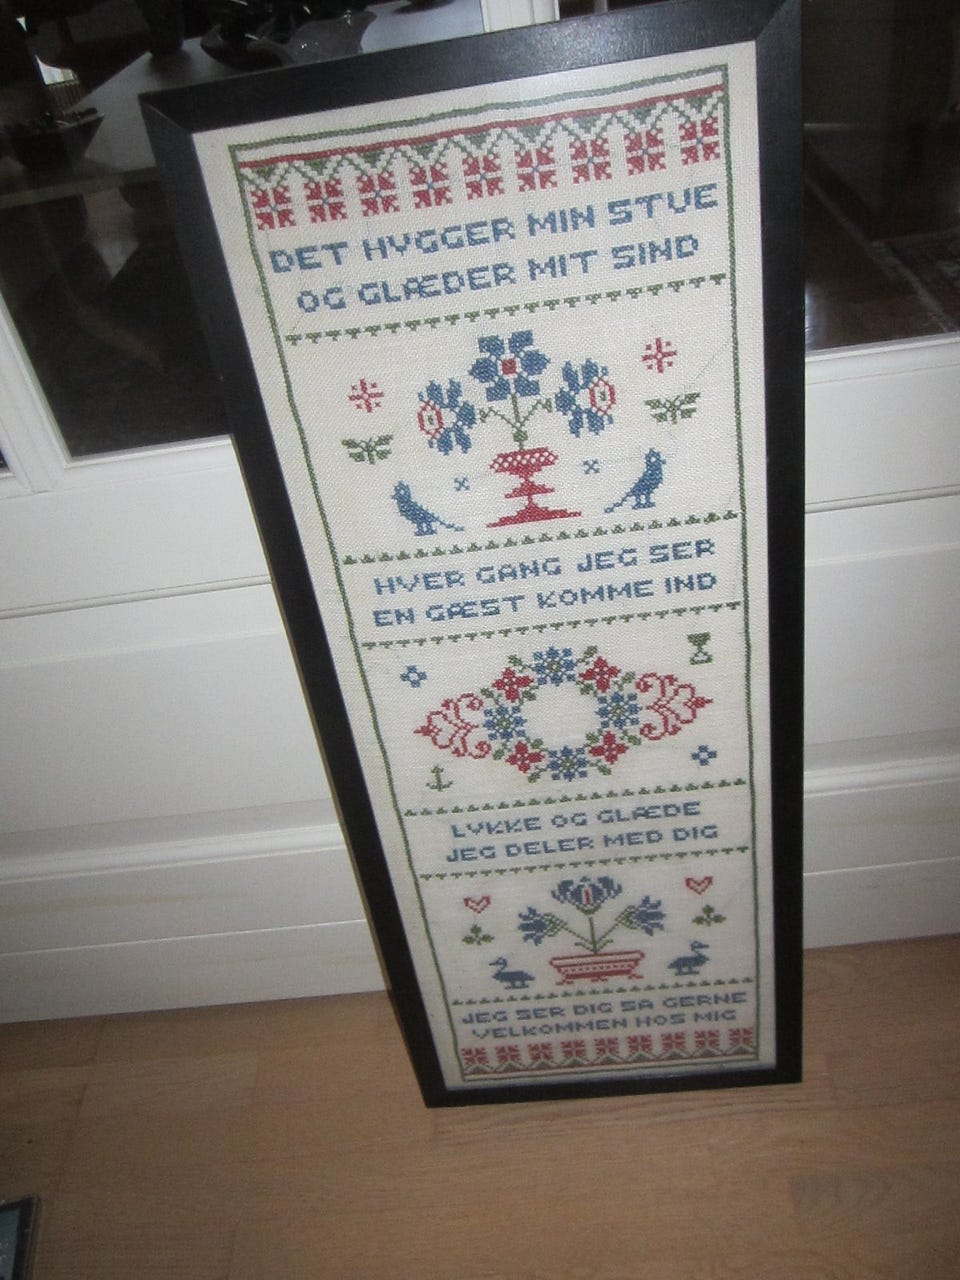 DET HYGGER MIN STUE
OG GLÆDER MIT SIND
HVER GANG JEG SER
EN GÆST KOMME IND
LYKKE OG GLÆDE
JEG DELER MED DIG
JEG SER DIG SA GERNE
VELKOMMEN HOS MIG